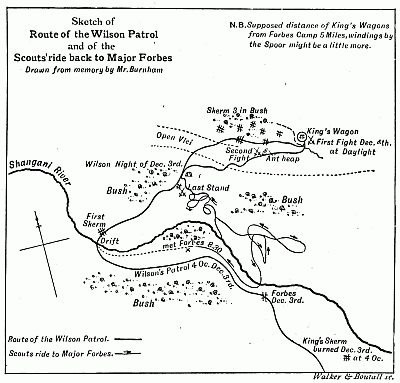 Sketch of
Route of the Wilson Patrol
and of the
Scouts' ride back to Major Forbes
Drawn from memory by Mr. Burnham
N.B. Supposed distance of King's Wagons
from Forbes Camp 5 Miles, windings by
the Spoor might be a little more.
Skerm 3 in Bush
King's Wagon
First Fight Dec. 4th.
at Daylight
Open Vlei
Second
Fight
Ant heap
Wilson Night of Dec. 3rd.
Shangani River
Bush
Last Stand
Bush
First
Skerm
Drift
met Forbes 6·30
Wilson's Patrol 4 Oc. Dec. 3rd.
Forbes
Dec. 3rd.
Bush
King's Skerm
burned Dec. 3rd.
at 4 Oc.
Route of the Wilson Patrol.
Scouts ride to Major Forbes.
Walker & Boutall sc.